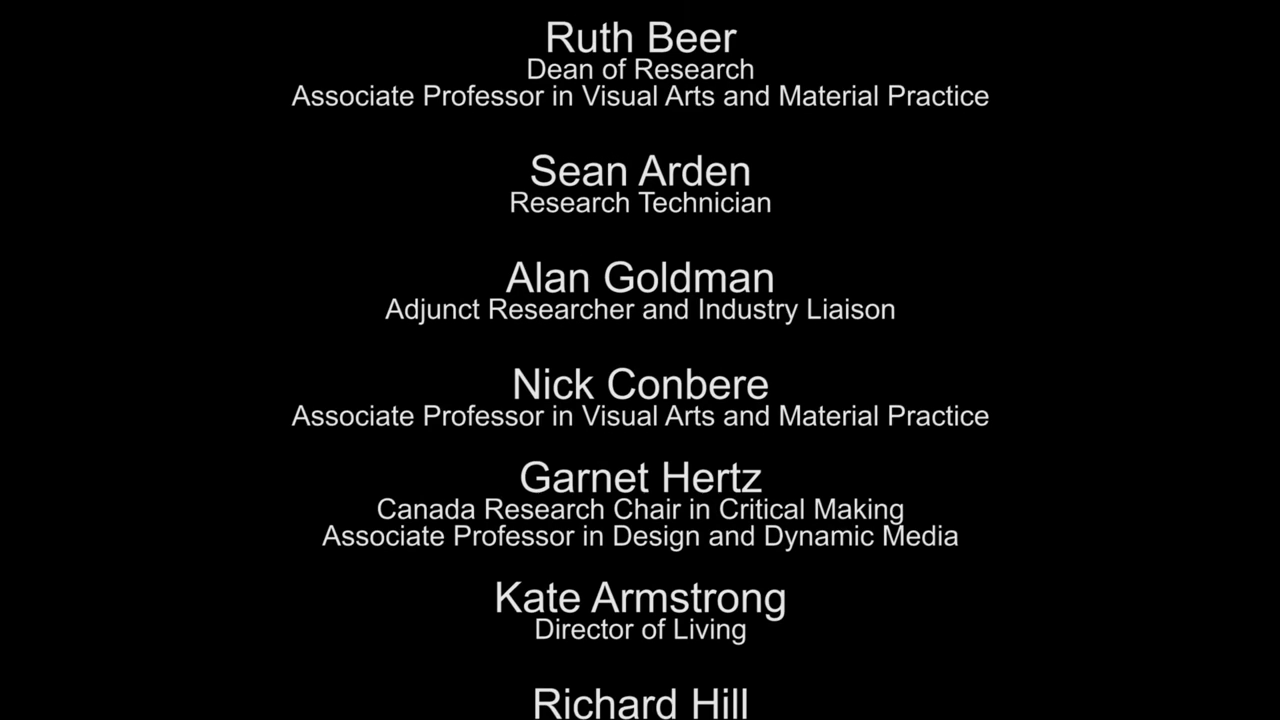 Ruth Beer
Dean of Research
Associate Professor in Visual Arts and Material Practice
Sean Arden
Research Technician
Alan Goldman
Adjunct Researcher and Industry Liaison
Nick Conbere
Associate Professor in Visual Arts and Material Practice
Garnet Hertz
Canada Research Chair in Critical Making
Associate Professor in Design and Dynamic Media
Kate Armstrong
Director of Living
Richard Hill